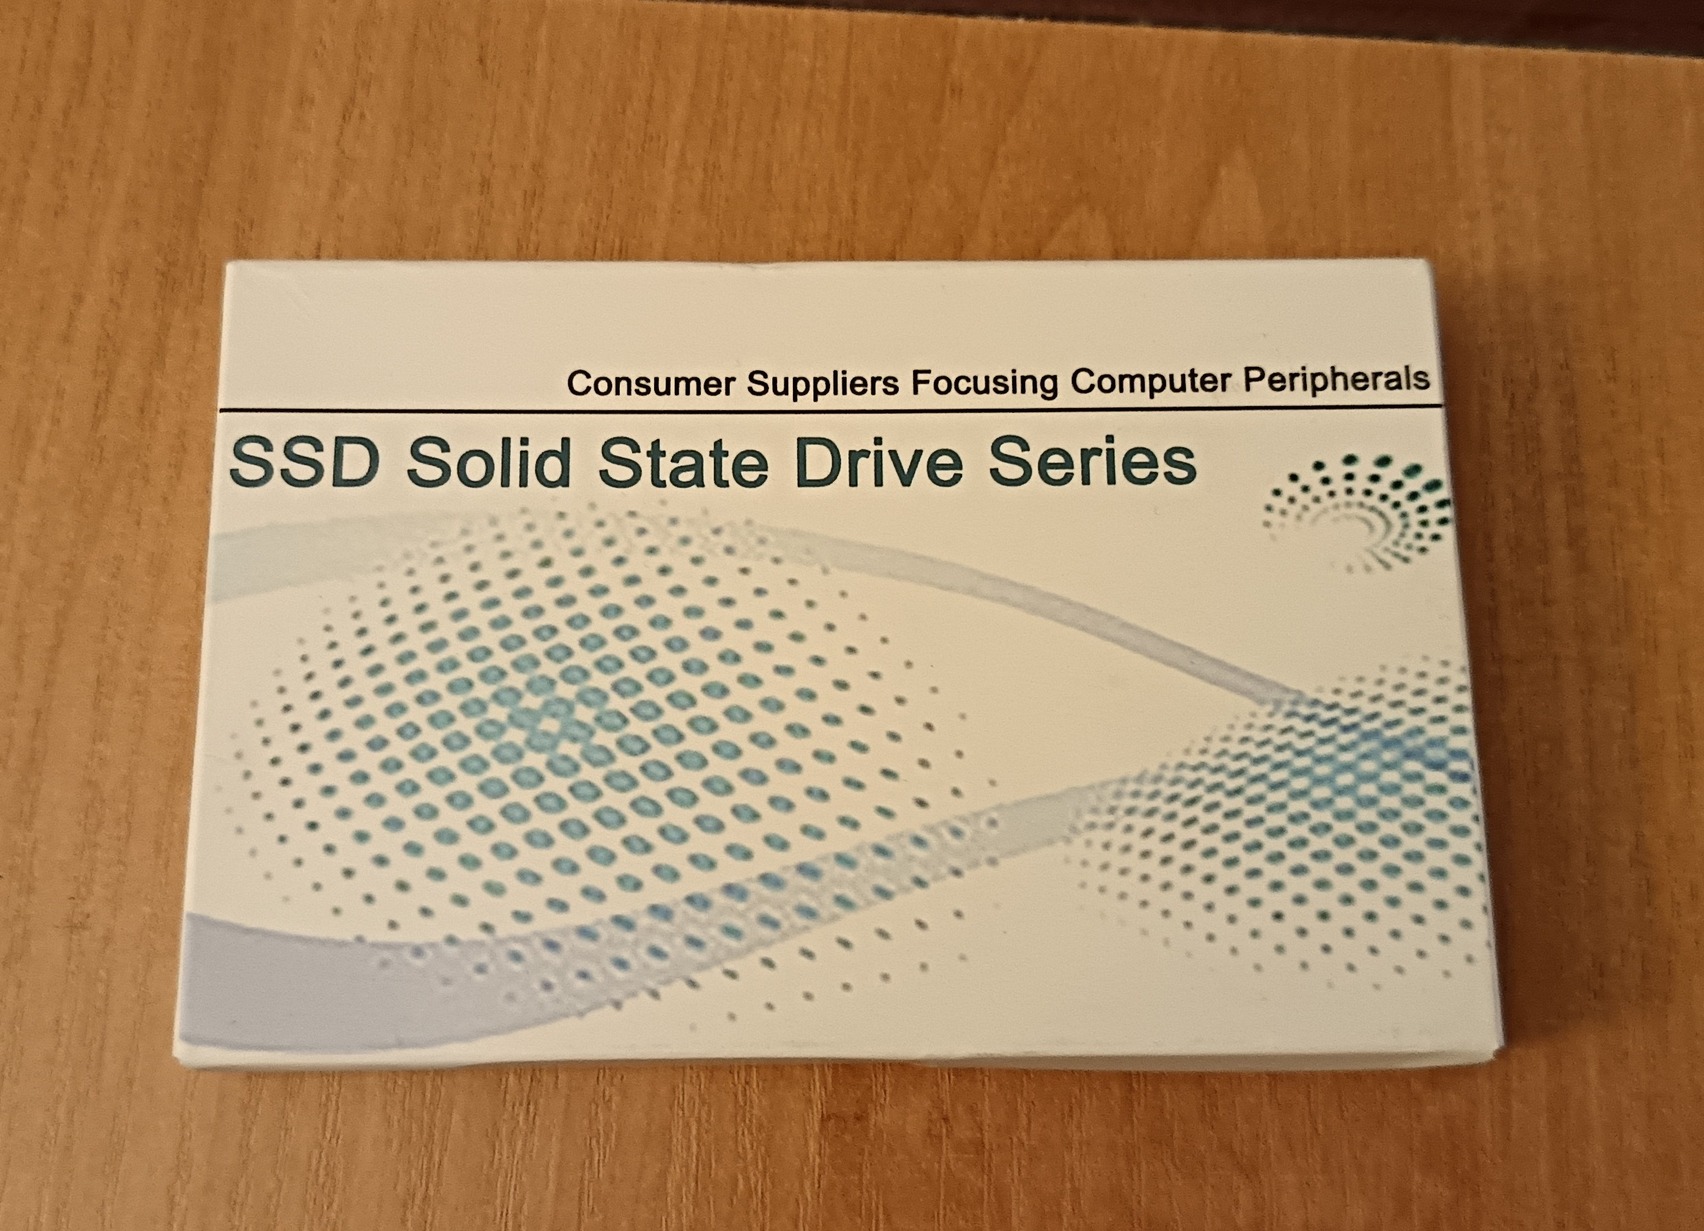 Consumer Suppliers Focusing Computer Peripherals
SSD Solid State Drive Series